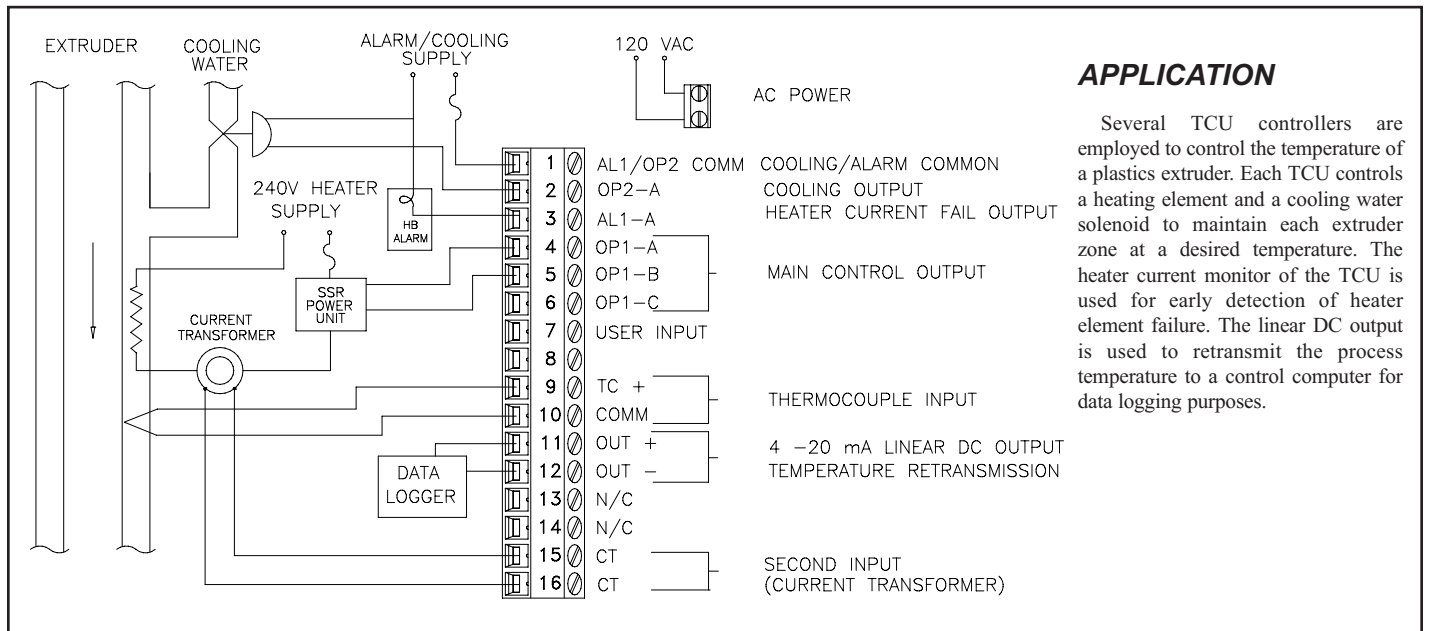 EXTRUDER
COOLING
WATER
ALARM/COOLING
SUPPLY
120 VAC
AC POWER
240V HEATER
SUPPLY
HB
ALARM
SSR
POWER
UNIT
CURRENT
TRANSFORMER
DATA
LOGGER
1 AL1/OP2 COMM COOLING/ALARM COMMON
2 OP2-A COOLING OUTPUT
3 AL1-A HEATER CURRENT FAIL OUTPUT
4 OP1-A
5 OP1-B MAIN CONTROL OUTPUT
6 OP1-C
7 USER INPUT
8
9 TC +
THERMOCOUPLE INPUT
10 COMM
11 OUT + 4 -20 mA LINEAR DC OUTPUT
12 OUT - TEMPERATURE RETRANSMISSION
13 N/C
14 N/C
15 CT SECOND INPUT
16 CT (CURRENT TRANSFORMER)
APPLICATION
Several TCU controllers are
employed to control the temperature of
a plastics extruder. Each TCU controls
a heating element and a cooling water
solenoid to maintain each extruder
zone at a desired temperature. The
heater current monitor of the TCU is
used for early detection of heater
element failure. The linear DC output
is used to retransmit the process
temperature to a control computer for
data logging purposes.